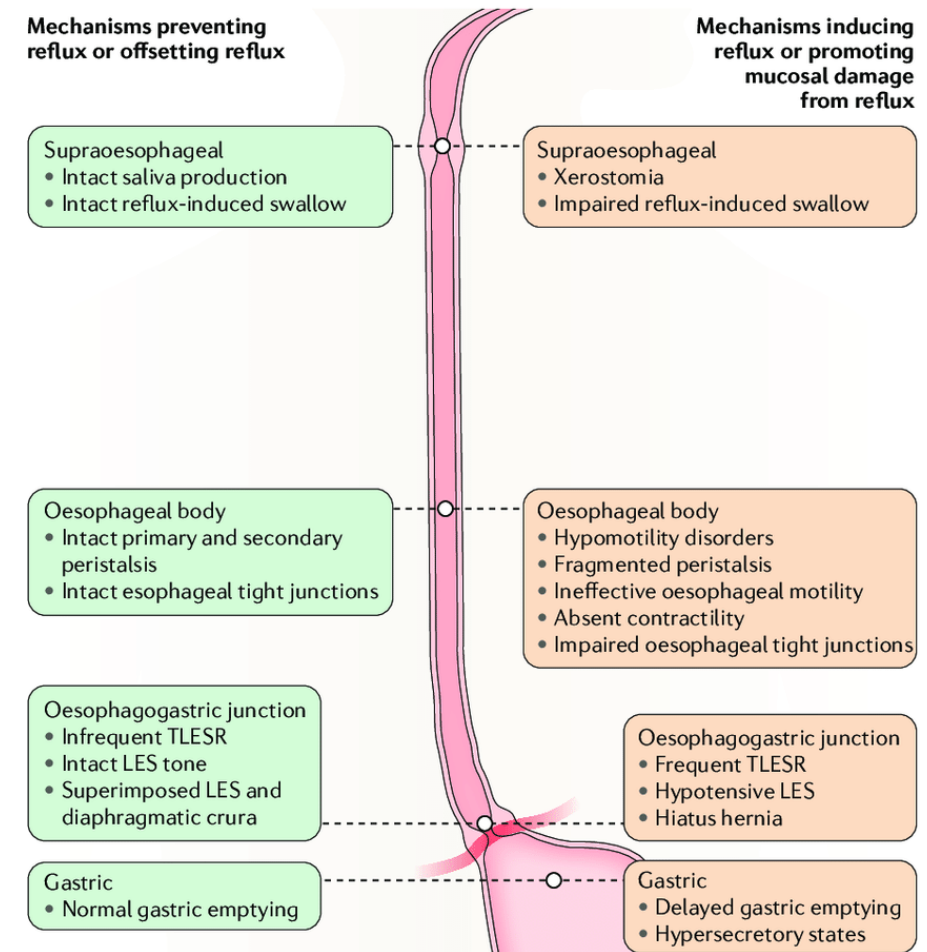 Mechanisms preventing
reflux or offsetting reflux
Mechanisms inducing
reflux or promoting
mucosal damage
from reflux
Supraoesophageal
• Intact saliva production
• Intact reflux-induced swallow
Supraoesophageal
• Xerostomia
• Impaired reflux-induced swallow
Oesophageal body
• Intact primary and secondary
peristalsis
• Intact esophageal tight junctions
Oesophageal body
• Hypomotility disorders
• Fragmented peristalsis
• Ineffective oesophageal motility
• Absent contractility
• Impaired oesophageal tight junctions
Oesophagogastric junction
• Infrequent TLESR
• Intact LES tone
• Superimposed LES and
diaphragmatic crura
Oesophagogastric junction
• Frequent TLESR
• Hypotensive LES
• Hiatus hernia
Gastric
• Normal gastric emptying
Gastric
• Delayed gastric emptying
• Hypersecretory states